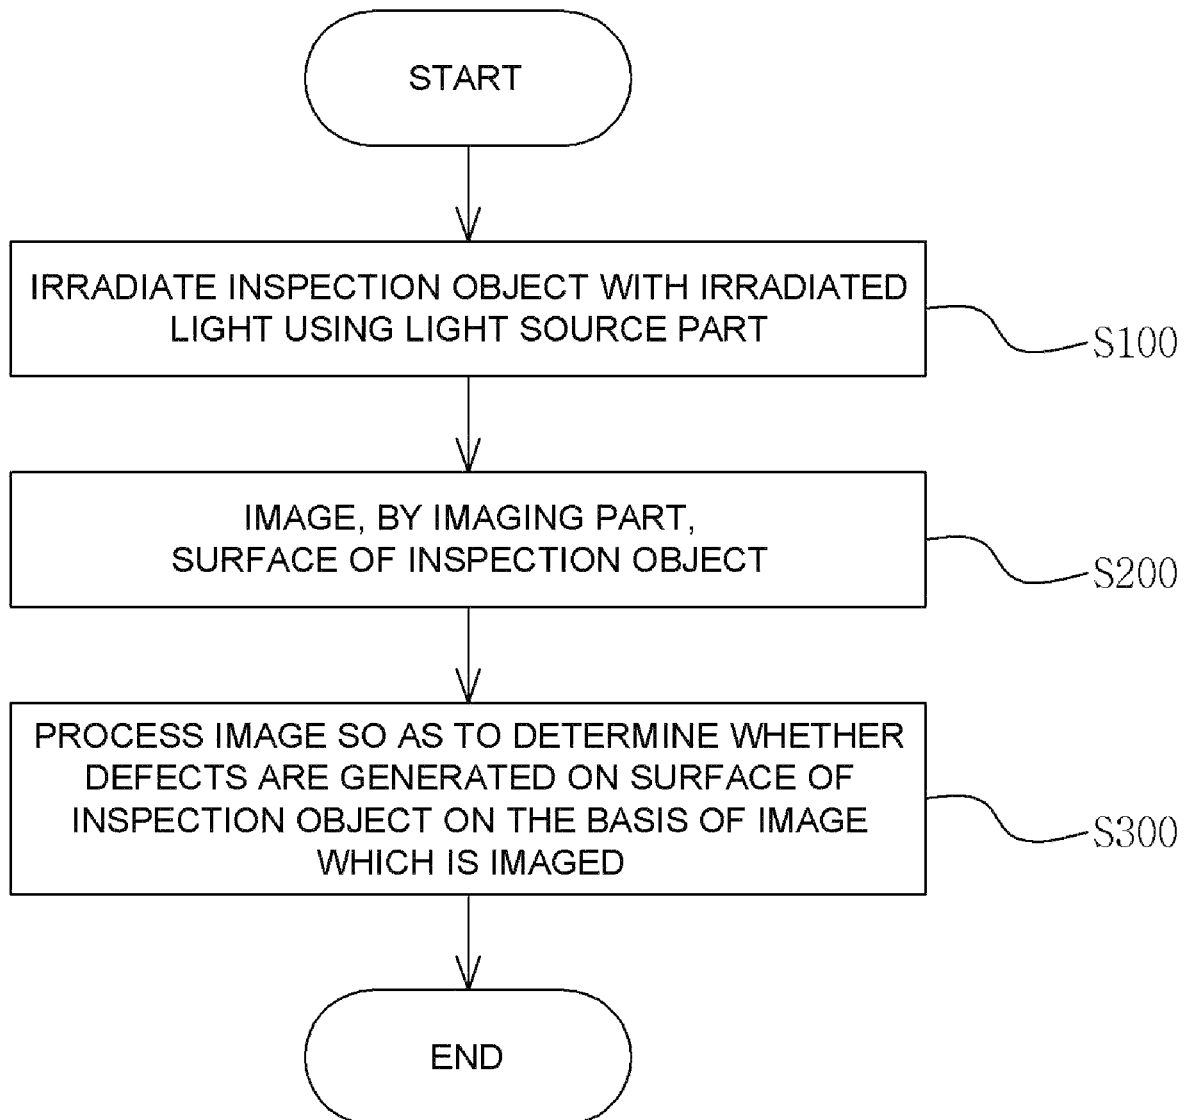 START
IRRADIATE INSPECTION OBJECT WITH IRRADIATED
LIGHT USING LIGHT SOURCE PART
S100
IMAGE, BY IMAGING PART,
SURFACE OF INSPECTION OBJECT
S200
PROCESS IMAGE SO AS TO DETERMINE WHETHER
DEFECTS ARE GENERATED ON SURFACE OF
INSPECTION OBJECT ON THE BASIS OF IMAGE
WHICH IS IMAGED
S300
END